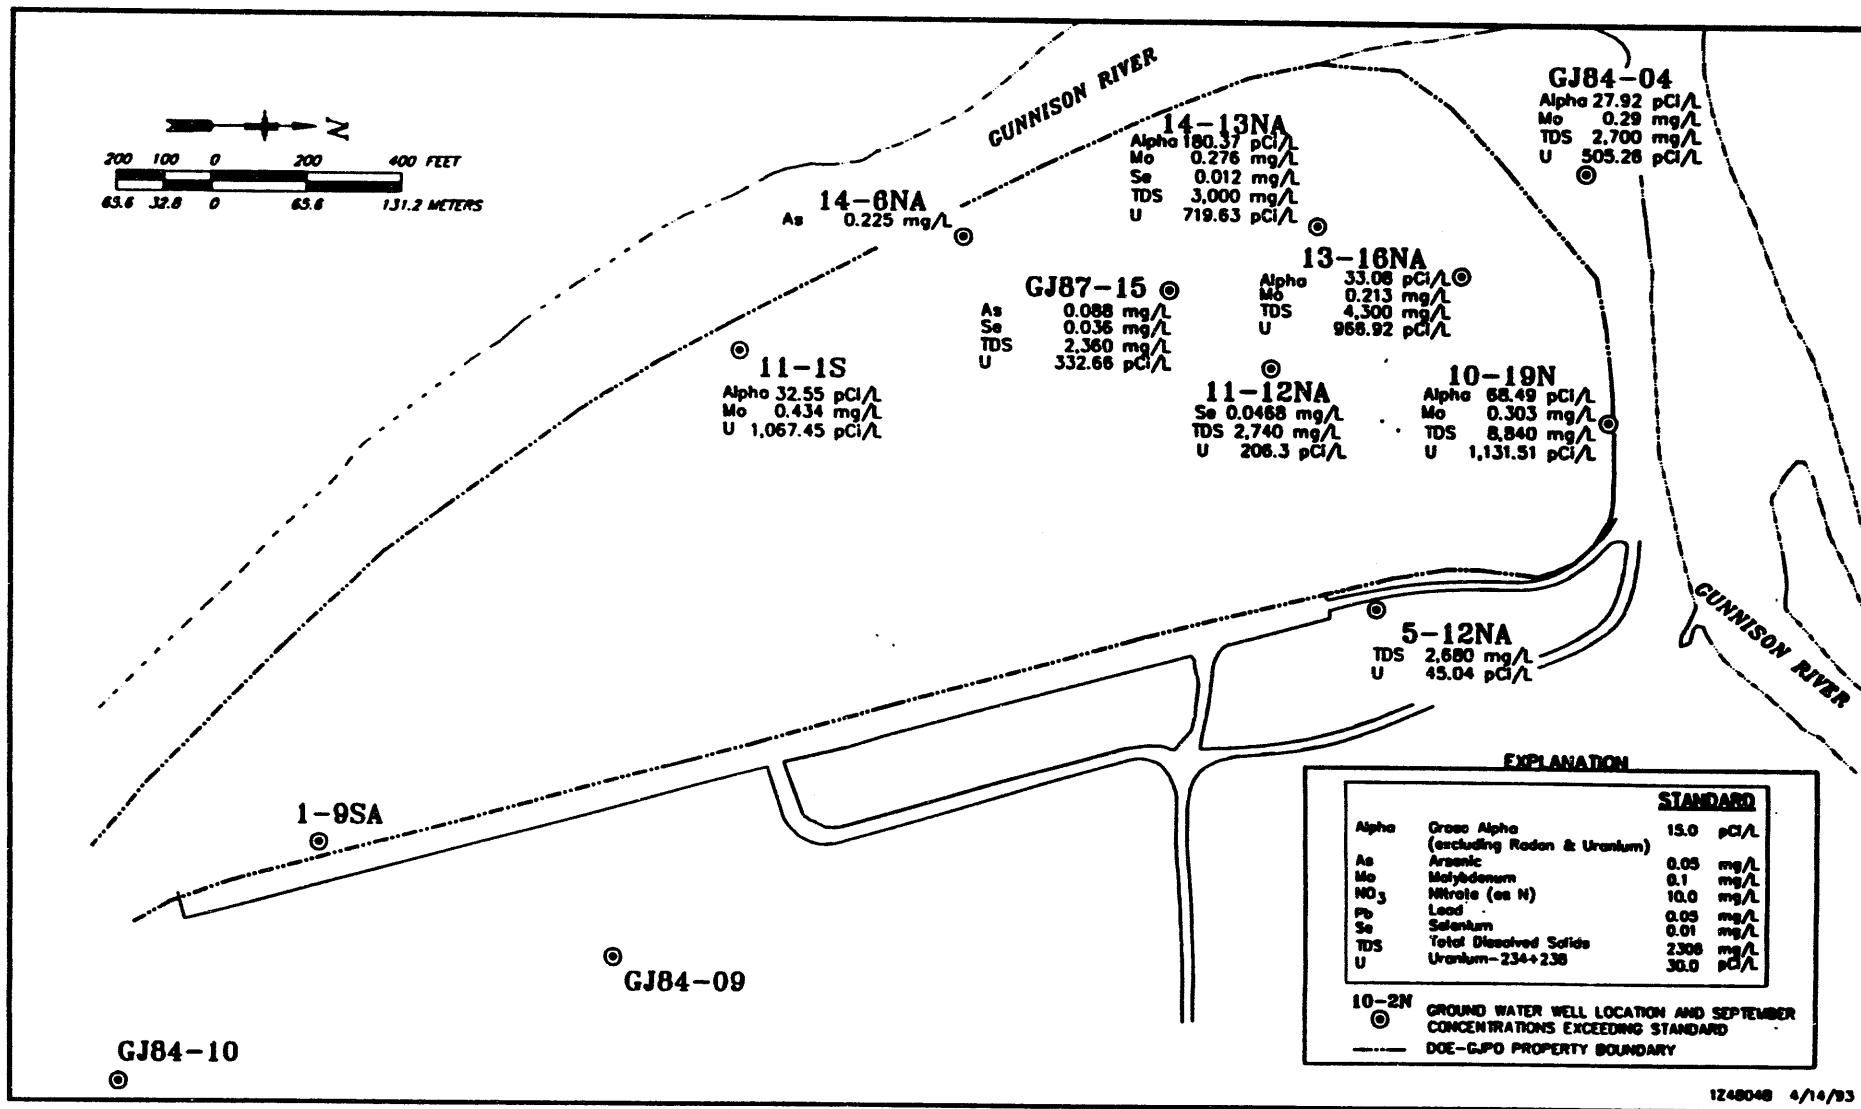 GUNNISON RIVER
N
200 100 0 200 400 FEET
65.6 32.8 0 65.6 131.2 METERS
GJ84-04
Alpha 27.92 pCi/L
Mo 0.29 mg/L
TDS 2,700 mg/L
U 505.26 pCi/L
14-13NA
Alpha 180.37 pCi/L
Mo 0.276 mg/L
Se 0.012 mg/L
TDS 3,000 mg/L
U 719.63 pCi/L
14-6NA
As 0.225 mg/L
13-16NA
Alpha 33.06 pCi/L
Mo 0.213 mg/L
TDS 4,300 mg/L
U 966.92 pCi/L
GJ87-15
As 0.088 mg/L
Se 0.036 mg/L
TDS 2,360 mg/L
U 332.66 pCi/L
11-1S
Alpha 32.55 pCi/L
Mo 0.434 mg/L
U 1,067.45 pCi/L
11-12NA
Se 0.0468 mg/L
TDS 2,740 mg/L
U 206.3 pCi/L
10-19N
Alpha 68.49 pCi/L
Mo 0.303 mg/L
TDS 8,840 mg/L
U 1,131.51 pCi/L
GUNNISON RIVER
5-12NA
TDS 2,680 mg/L
U 45.04 pCi/L
1-9SA
GJ84-09
GJ84-10
EXPLANATION
STANDARD
Alpha Gross Alpha 15.0 pCi/L
(excluding Radon & Uranium)
As Arsenic 0.05 mg/L
Mo Molybdenum 0.1 mg/L
NO3 Nitrate (as N) 10.0 mg/L
Pb Lead 0.05 mg/L
Se Selenium 0.01 mg/L
TDS Total Dissolved Solids 2308 mg/L
U Uranium-234+238 30.0 pCi/L
10-2N
GROUND WATER WELL LOCATION AND SEPTEMBER
CONCENTRATIONS EXCEEDING STANDARD
DOE-GJPO PROPERTY BOUNDARY
1Z48048 4/14/93